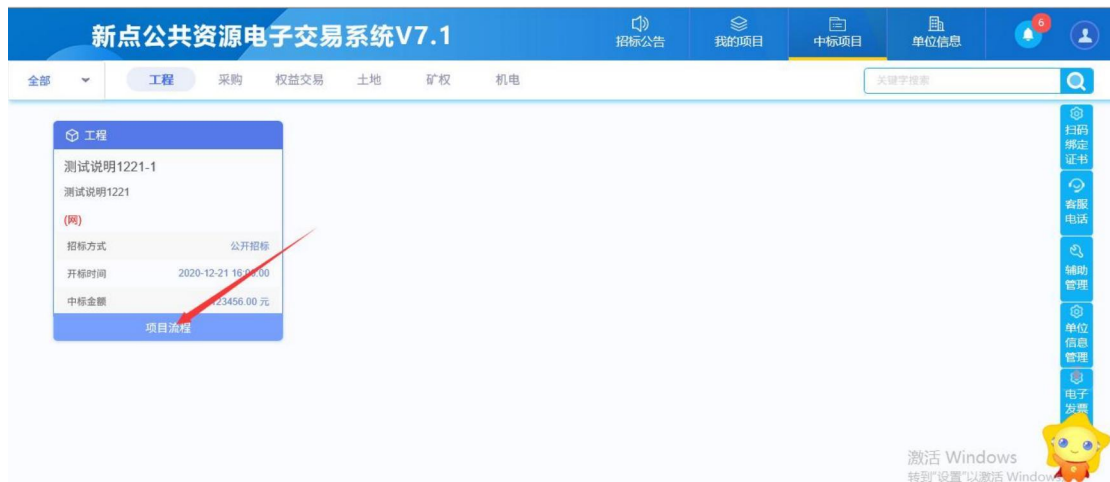 新点公共资源电子交易系统V7.1
招标公告
我的项目
中标项目
单位信息
6
全部
工程
采购
权益交易
土地
矿权
机电
关键字搜索
工程
测试说明1221-1
测试说明1221
(网)
招标方式 公开招标
开标时间 2020-12-21 16:00:00
中标金额 123456.00 元
项目流程
扫码
绑定
证书
客服
电话
辅助
管理
单位
信息
管理
电子
发票
激活 Windows
转到"设置"以激活 Window